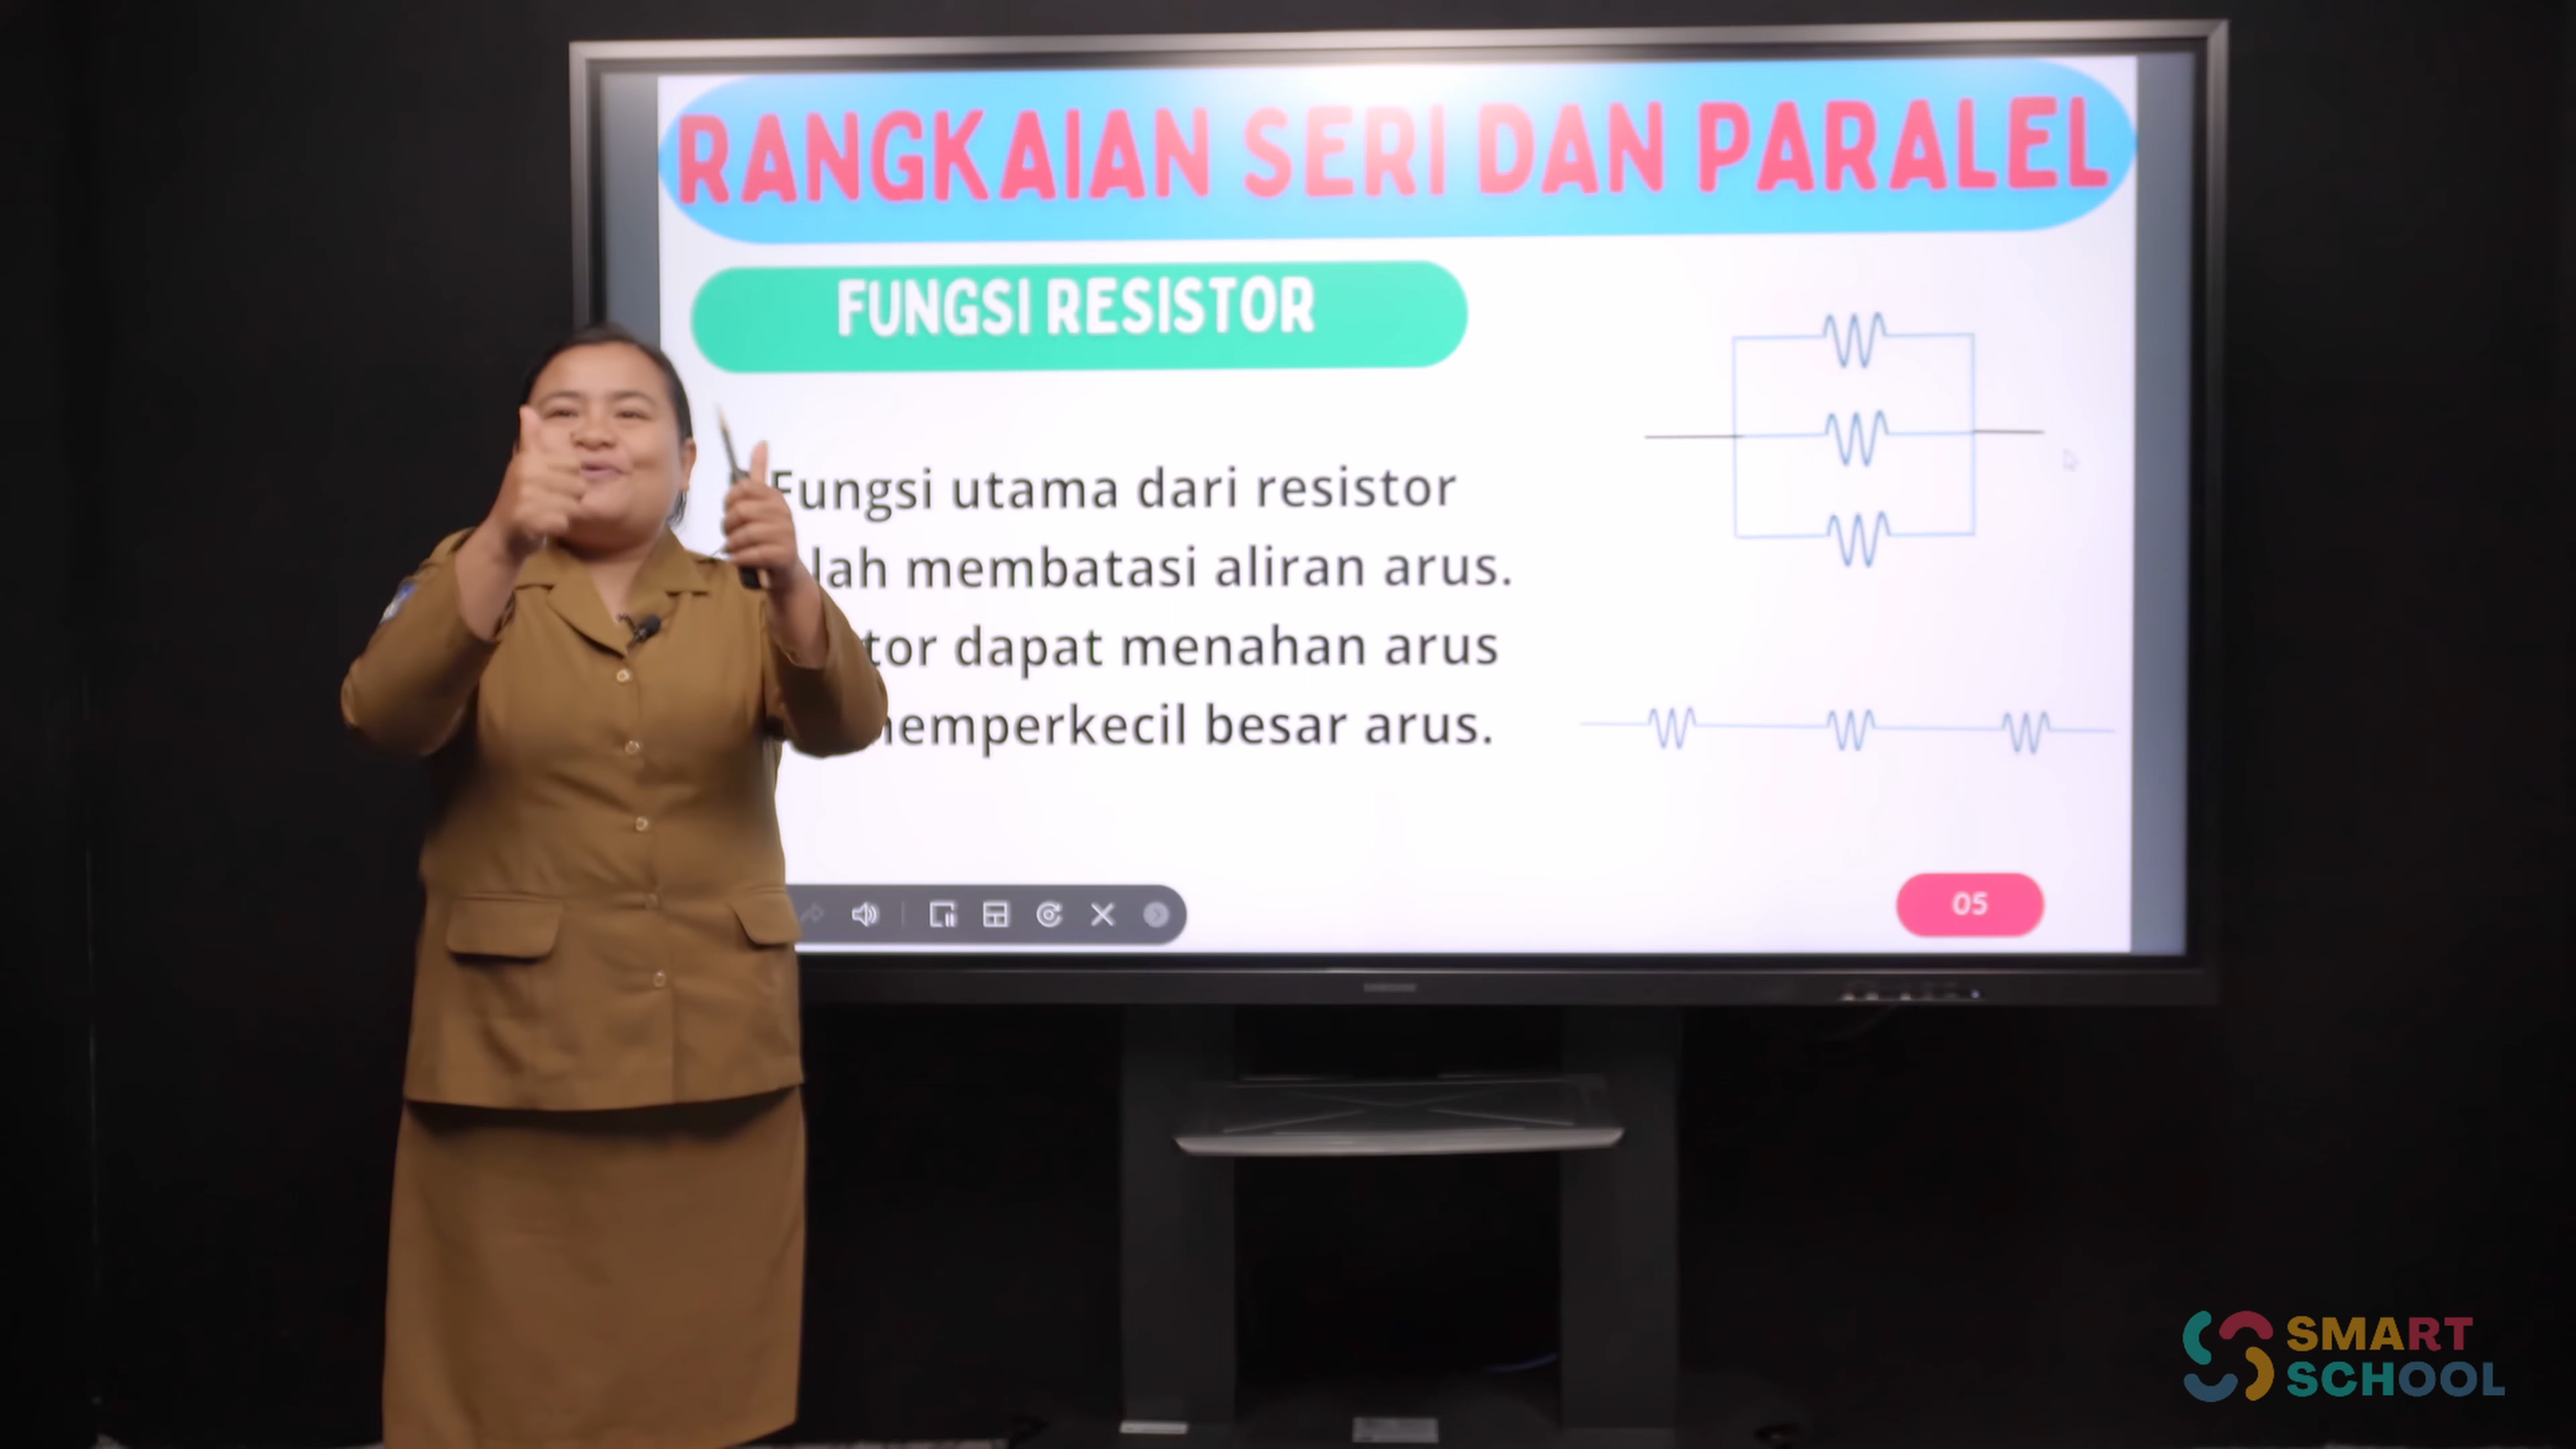 RANGKAIAN SERI DAN PARALEL
FUNGSI RESISTOR
Fungsi utama dari resistor
lah membatasi aliran arus.
tor dapat menahan arus
memperkecil besar arus.
05
SMART
SCHOOL